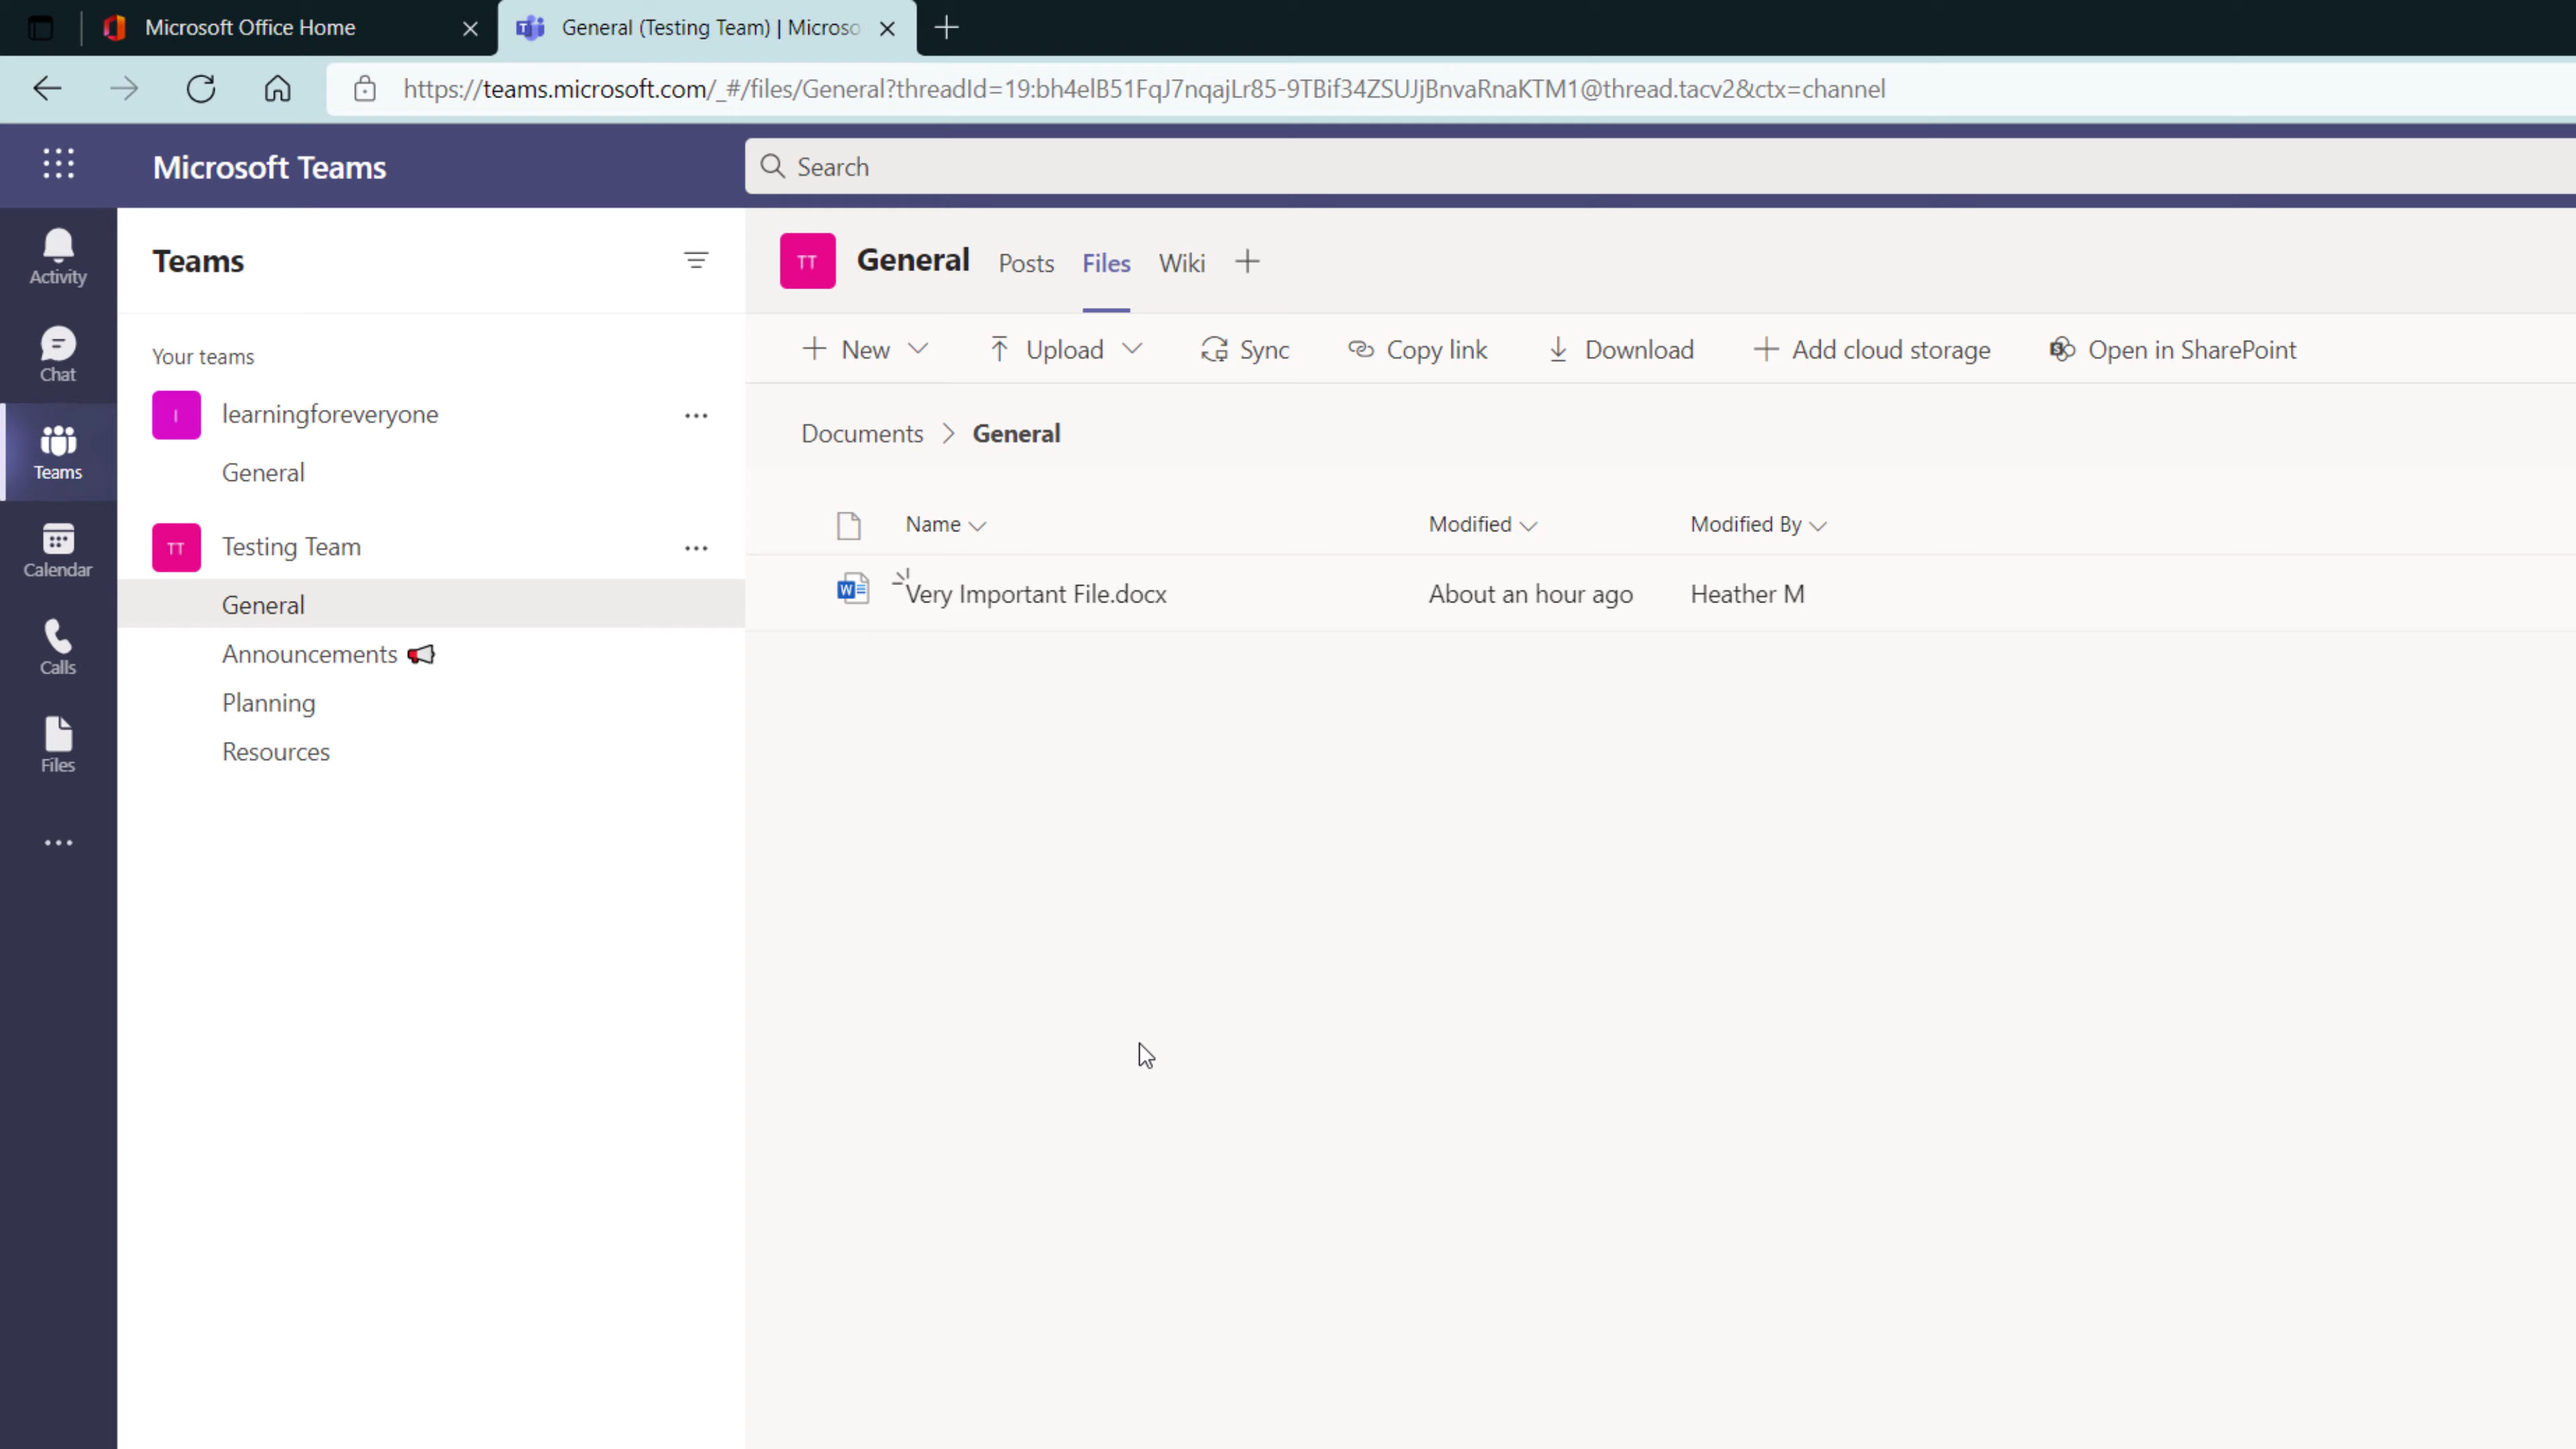 Microsoft Office Home
General (Testing Team) | Microso
https://teams.microsoft.com/_#/files/General?threadId=19:bh4elB51FqJ7nqajLr85-9TBif34ZSUJjBnvaRnaKTM1@thread.tacv2&ctx=channel
Microsoft Teams
Search
Activity
Chat
Teams
Calendar
Calls
Files
Teams
Your teams
l
learningforeveryone
General
TT
Testing Team
General
Announcements
Planning
Resources
TT
General
Posts
Files
Wiki
New
Upload
Sync
Copy link
Download
Add cloud storage
Open in SharePoint
Documents > General
Name
Modified
Modified By
Very Important File.docx
About an hour ago
Heather M